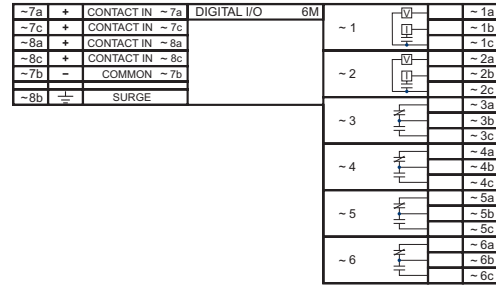 ~7a + CONTACT IN ~7a DIGITAL I/O 6M
~7c + CONTACT IN ~7c
~8a + CONTACT IN ~8a
~8c + CONTACT IN ~8c
~7b – COMMON ~7b
~8b SURGE
~1 V ~1a
I ~1b
~1c
~2 V ~2a
I ~2b
~2c
~3 ~3a
~3b
~3c
~4 ~4a
~4b
~4c
~5 ~5a
~5b
~5c
~6 ~6a
~6b
~6c